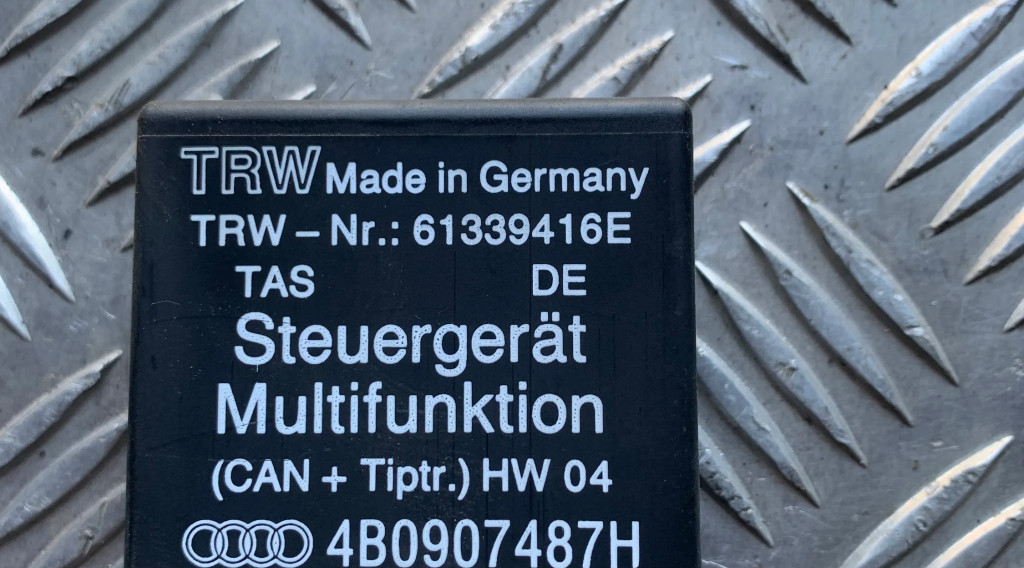 TRW Made in Germany
TRW – Nr.: 61339416E
TAS DE
Steuergerät
Multifunktion
(CAN + Tiptr.) HW 04
4B0907487H